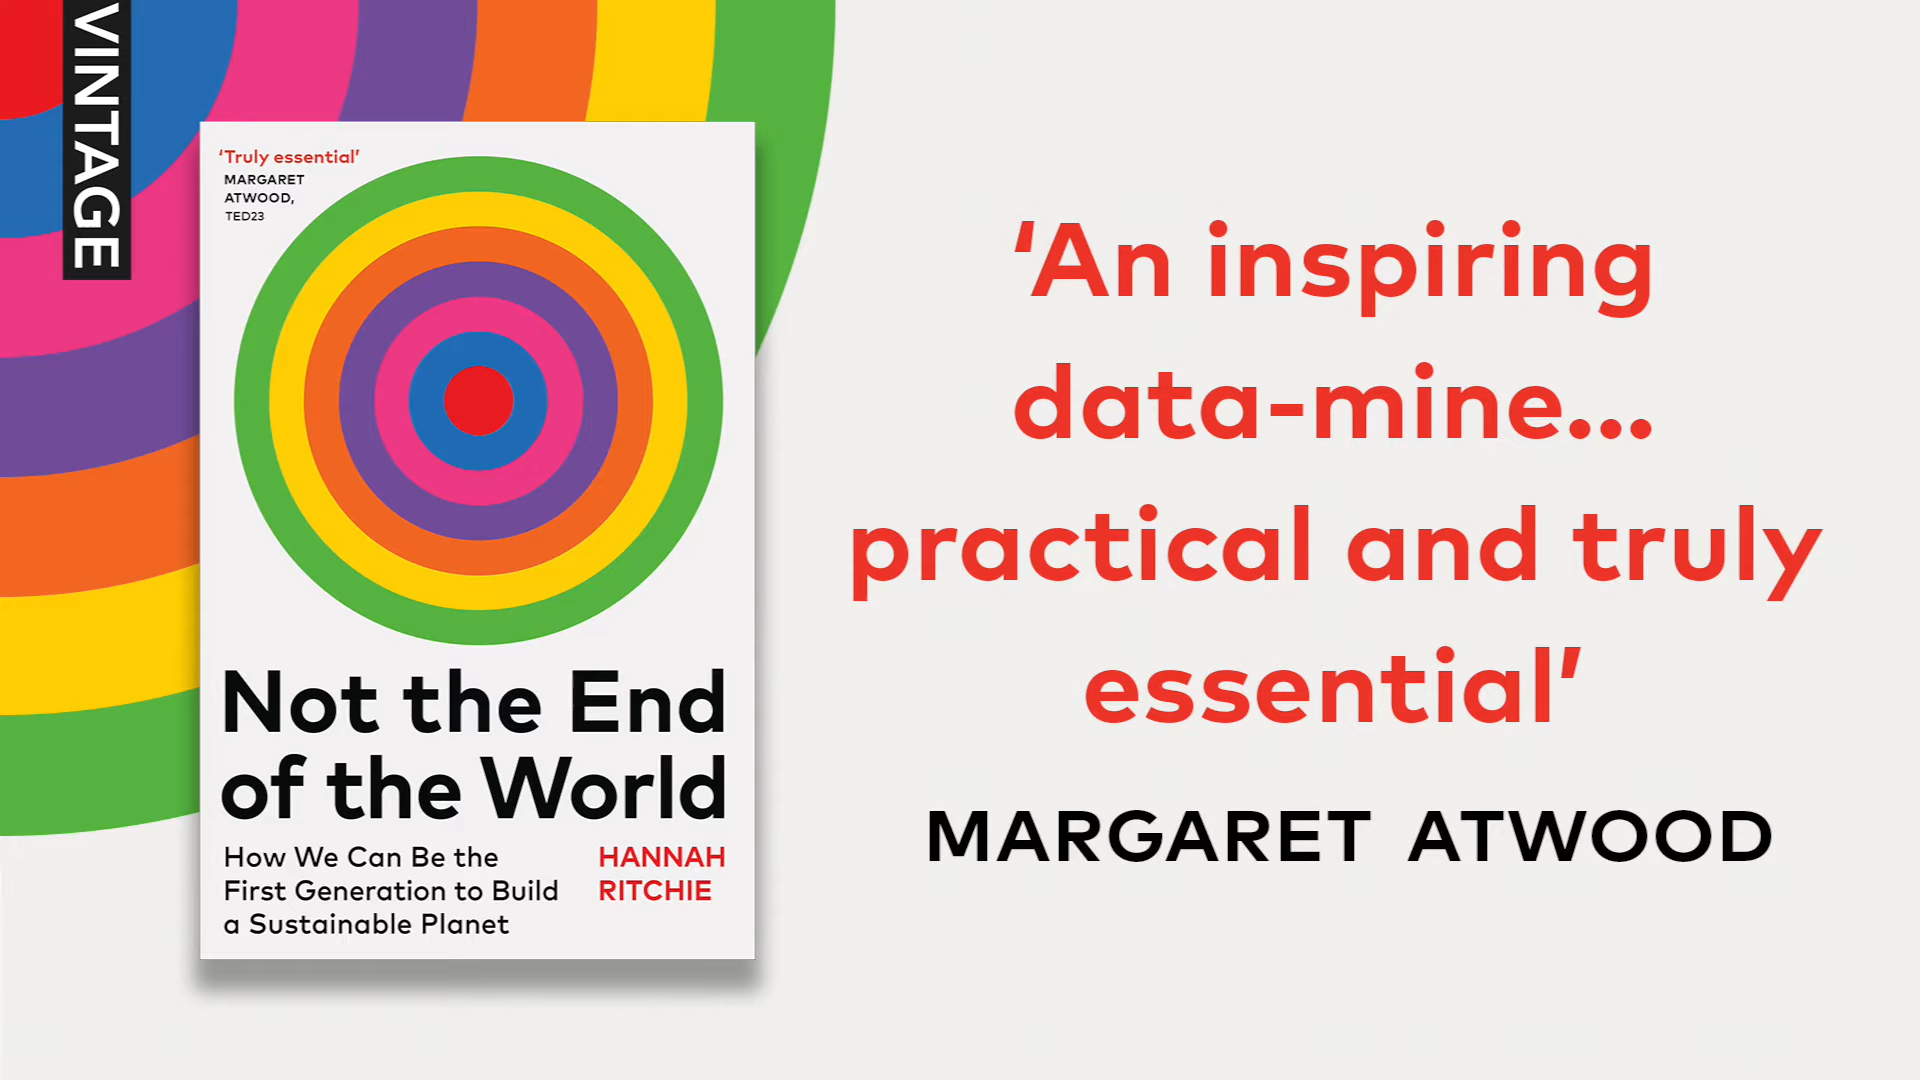 VINTAGE
‘Truly essential’
MARGARET
ATWOOD,
TED23
Not the End
of the World
How We Can Be the
First Generation to Build
a Sustainable Planet
HANNAH
RITCHIE
‘An inspiring
data-mine...
practical and truly
essential’
MARGARET ATWOOD